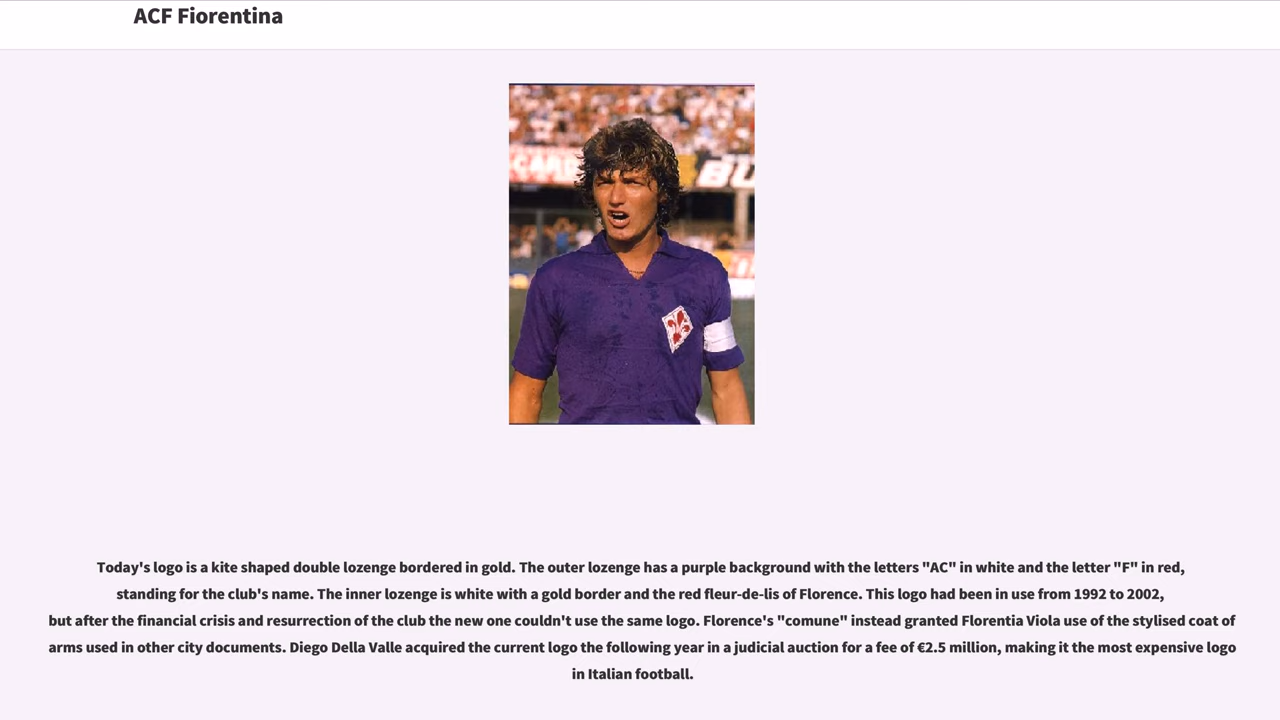 ACF Fiorentina
Today's logo is a kite shaped double lozenge bordered in gold. The outer lozenge has a purple background with the letters "AC" in white and the letter "F" in red,
standing for the club's name. The inner lozenge is white with a gold border and the red fleur-de-lis of Florence. This logo had been in use from 1992 to 2002,
but after the financial crisis and resurrection of the club the new one couldn't use the same logo. Florence's "comune" instead granted Florentia Viola use of the stylised coat of
arms used in other city documents. Diego Della Valle acquired the current logo the following year in a judicial auction for a fee of €2.5 million, making it the most expensive logo
in Italian football.